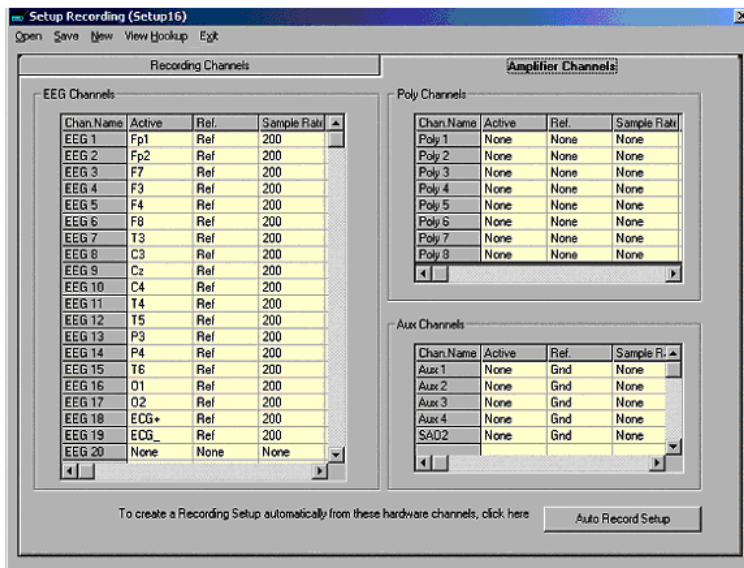 Setup Recording (Setup16)
Open Save New View Hookup Exit
Recording Channels
Amplifier Channels
EEG Channels
Chan.Name Active Ref. Sample Rate
EEG 1 Fp1 Ref 200
EEG 2 Fp2 Ref 200
EEG 3 F7 Ref 200
EEG 4 F3 Ref 200
EEG 5 F4 Ref 200
EEG 6 F8 Ref 200
EEG 7 T3 Ref 200
EEG 8 C3 Ref 200
EEG 9 Cz Ref 200
EEG 10 C4 Ref 200
EEG 11 T4 Ref 200
EEG 12 T5 Ref 200
EEG 13 P3 Ref 200
EEG 14 P4 Ref 200
EEG 15 T6 Ref 200
EEG 16 O1 Ref 200
EEG 17 O2 Ref 200
EEG 18 ECG+ Ref 200
EEG 19 ECG_ Ref 200
EEG 20 None None None
Poly Channels
Chan.Name Active Ref. Sample Rate
Poly 1 None None None
Poly 2 None None None
Poly 3 None None None
Poly 4 None None None
Poly 5 None None None
Poly 6 None None None
Poly 7 None None None
Poly 8 None None None
Aux Channels
Chan.Name Active Ref. Sample R
Aux 1 None Gnd None
Aux 2 None Gnd None
Aux 3 None Gnd None
Aux 4 None Gnd None
SAO2 None Gnd None
To create a Recording Setup automatically from these hardware channels, click here
Auto Record Setup